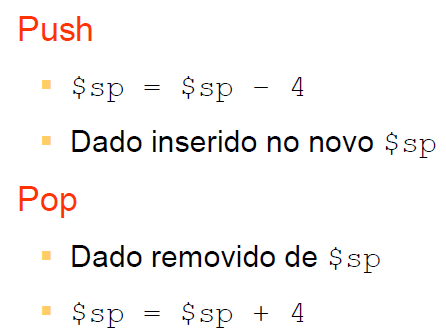 Push
▪ $sp = $sp - 4
▪ Dado inserido no novo $sp
Pop
▪ Dado removido de $sp
▪ $sp = $sp + 4